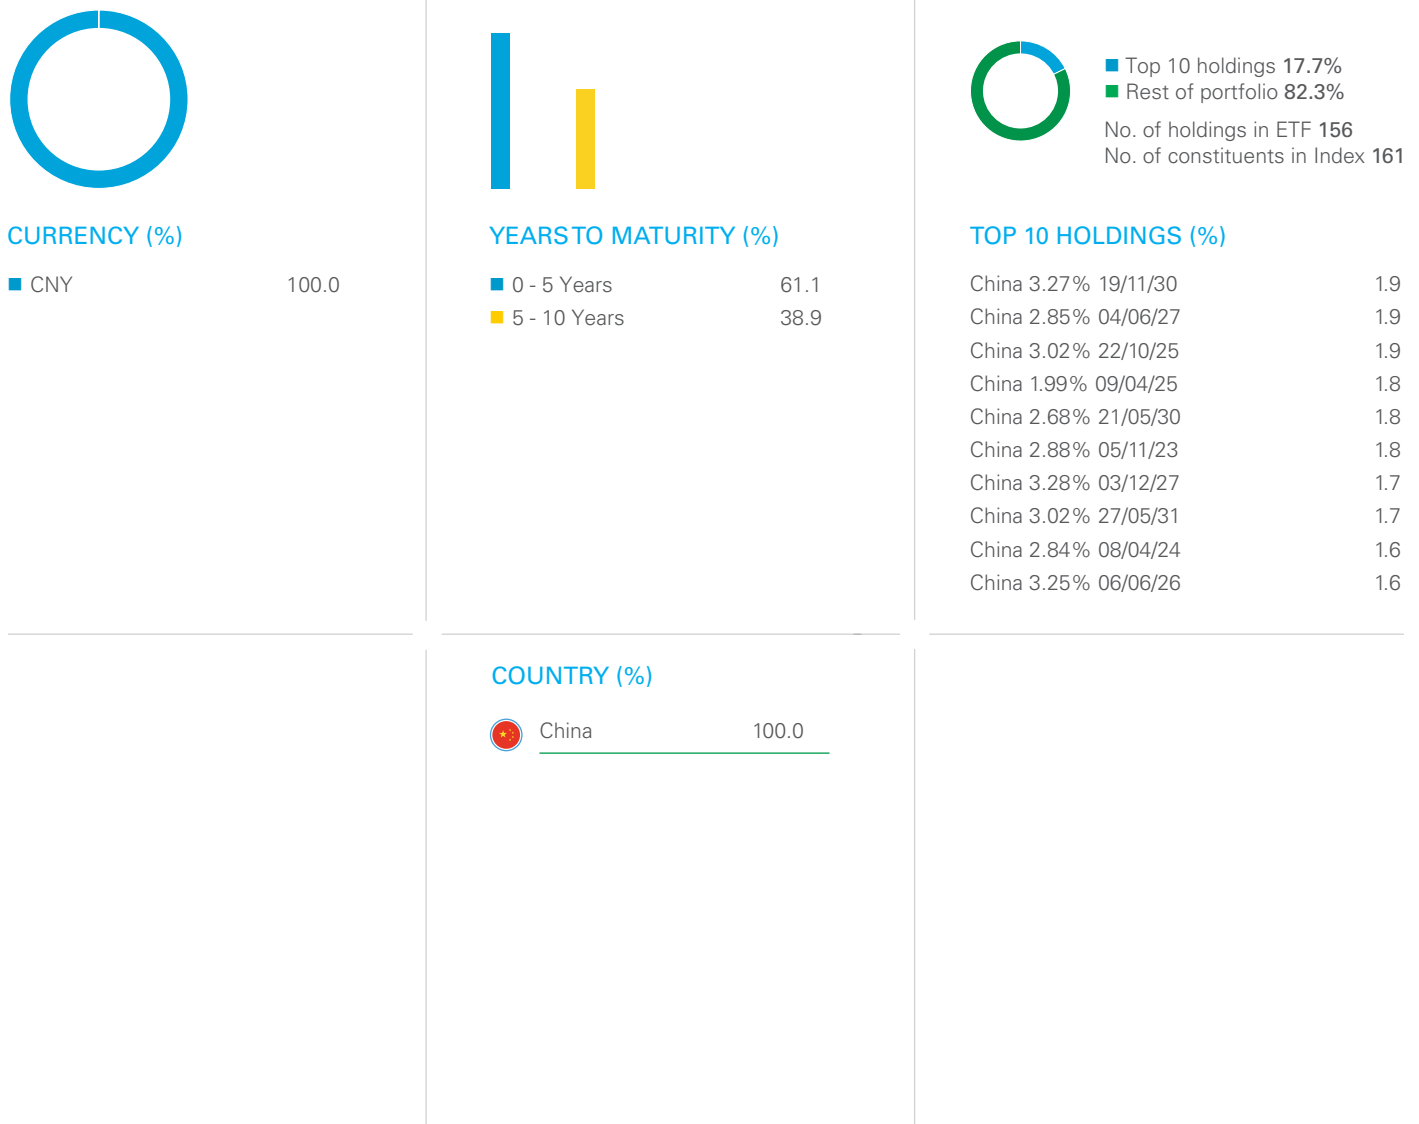 CURRENCY (%)
CNY 100.0
YEARS TO MATURITY (%)
0 - 5 Years 61.1
5 - 10 Years 38.9
Top 10 holdings 17.7%
Rest of portfolio 82.3%
No. of holdings in ETF 156
No. of constituents in Index 161
TOP 10 HOLDINGS (%)
China 3.27% 19/11/30 1.9
China 2.85% 04/06/27 1.9
China 3.02% 22/10/25 1.9
China 1.99% 09/04/25 1.8
China 2.68% 21/05/30 1.8
China 2.88% 05/11/23 1.8
China 3.28% 03/12/27 1.7
China 3.02% 27/05/31 1.7
China 2.84% 08/04/24 1.6
China 3.25% 06/06/26 1.6
COUNTRY (%)
China 100.0